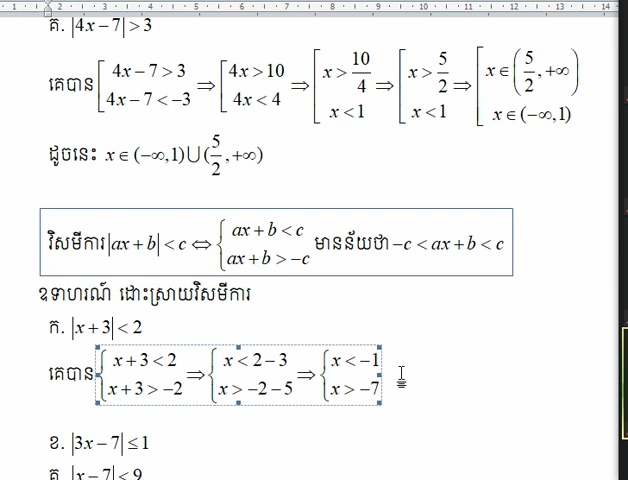 1 2 3 4 5 6 7 8 9 10 11 12 13 14
គ. |4x−7|>3
គេបាន [4x−7>3 4x−7<−3 ⇒ [4x>10 4x<4 ⇒ [x>10/4 x<1 ⇒ [x>5/2 x<1 ⇒ [x∈(5/2,+∞) x∈(−∞,1)
ដូចនេះ x∈(−∞,1)∪(5/2,+∞)
វិសមីការ|ax+b|<c⇔{ax+b<c ax+b>−c មានន័យថា −c<ax+b<c
ឧទាហរណ៍ ដោះស្រាយវិសមីការ
ក. |x+3|<2
គេបាន {x+3<2 x+3>−2 ⇒ {x<2−3 x>−2−5 ⇒ {x<−1 x>−7
ខ. |3x−7|≤1
គ. |x−7|<9